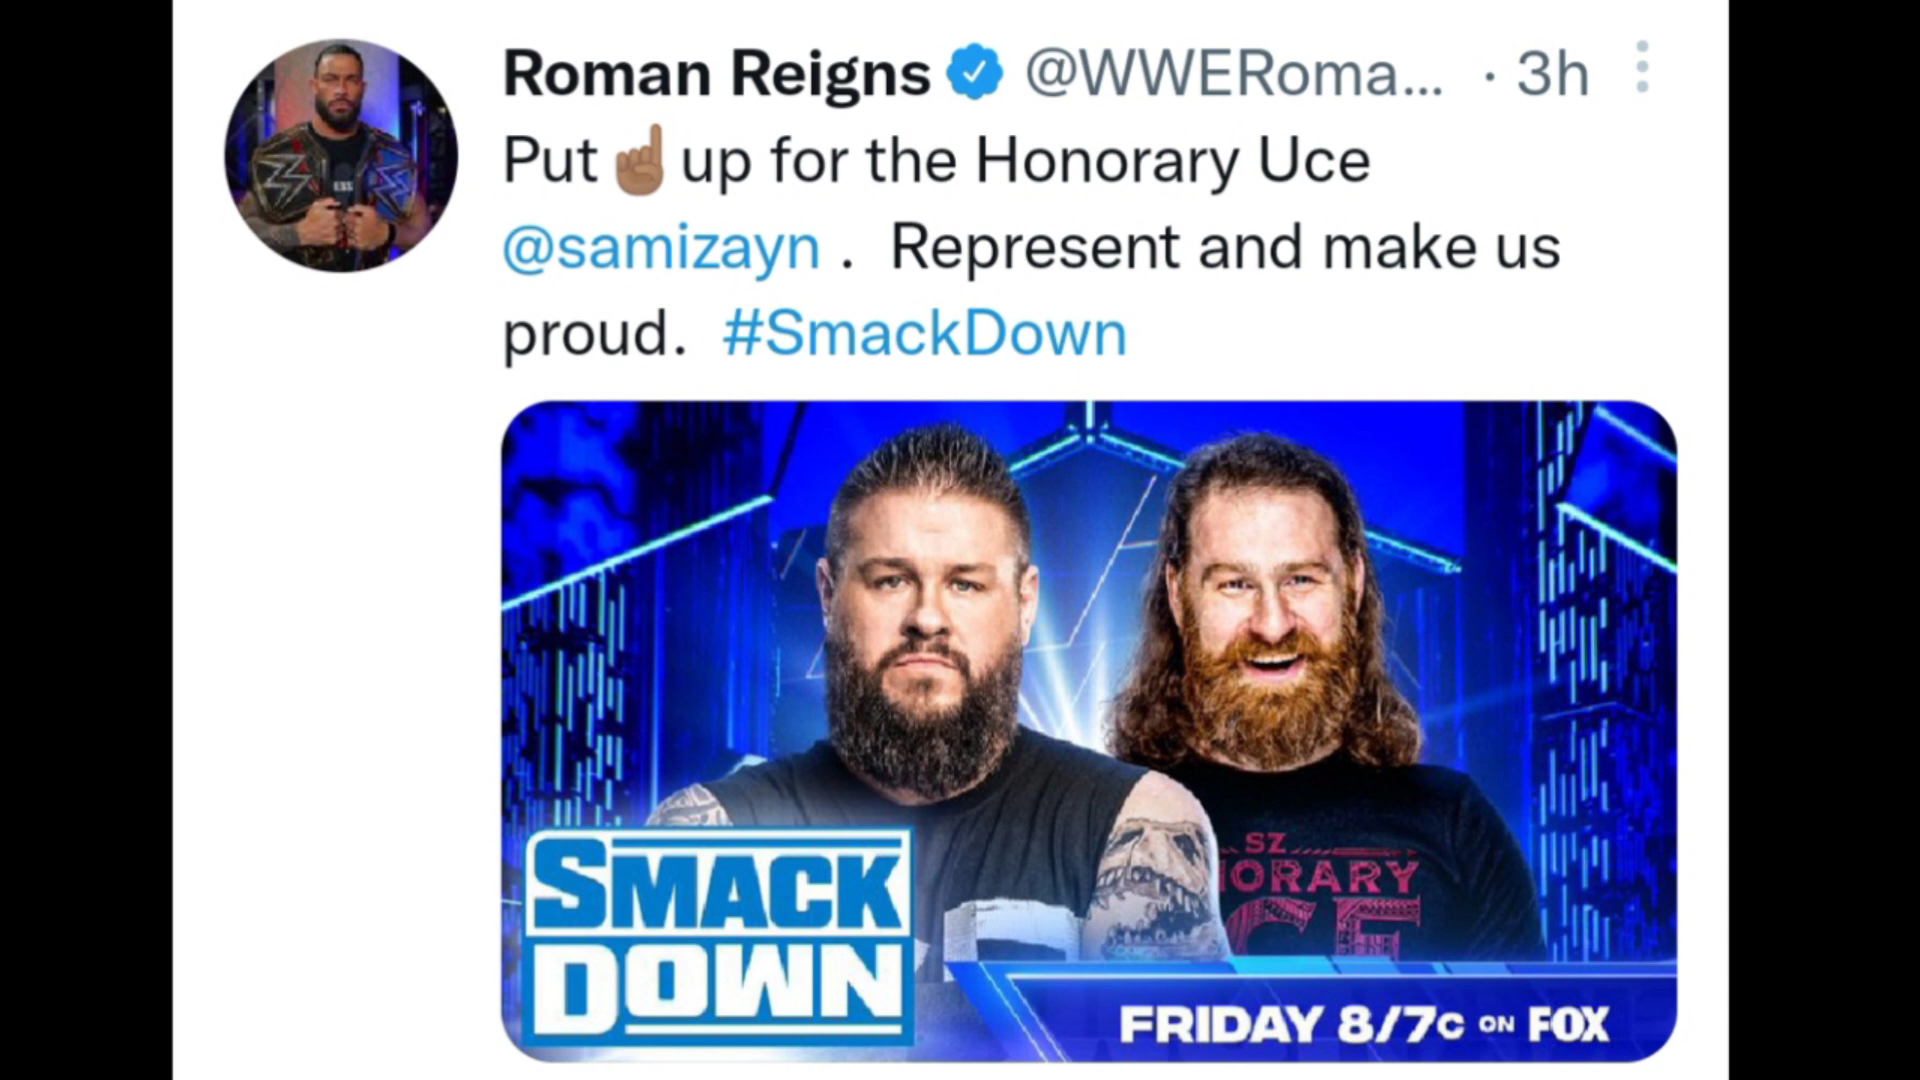 Roman Reigns @WWERoma... · 3h
Put ☝🏽 up for the Honorary Uce
@samizayn . Represent and make us
proud. #SmackDown
SZ
ORARY
CE
SMACK
DOWN
FRIDAY 8/7c ON FOX